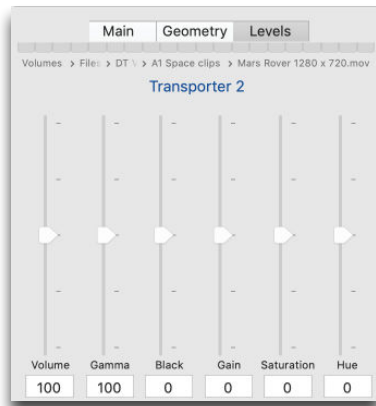 Main Geometry Levels
Volumes > Files > DT > A1 Space clips > Mars Rover 1280 x 720.mov
Transporter 2
Volume Gamma Black Gain Saturation Hue
100 100 0 0 0 0